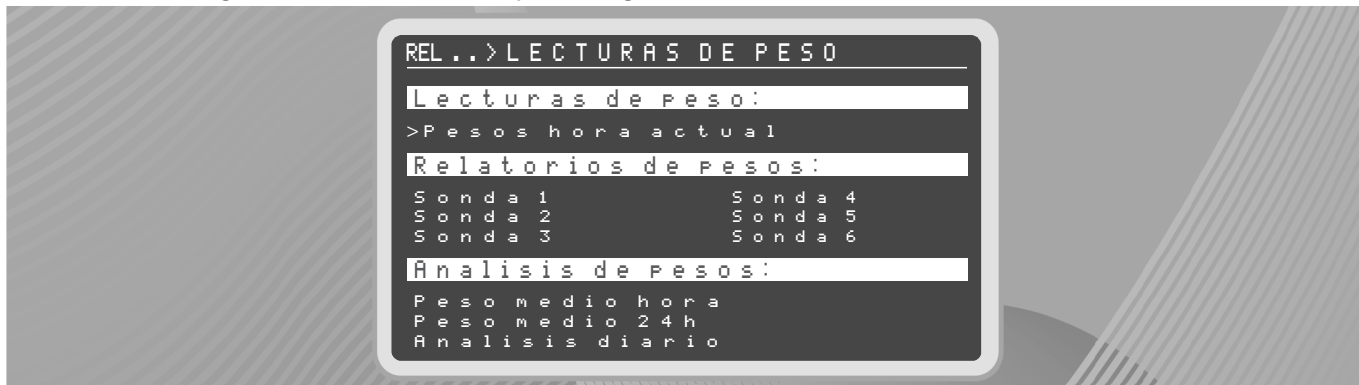 REL..>LECTURAS DE PESO
Lecturas de peso:
>Pesos hora actual
Relatorios de pesos:
Sonda 1 Sonda 4
Sonda 2 Sonda 5
Sonda 3 Sonda 6
Analisis de pesos:
Peso medio hora
Peso medio 24h
Analisis diario